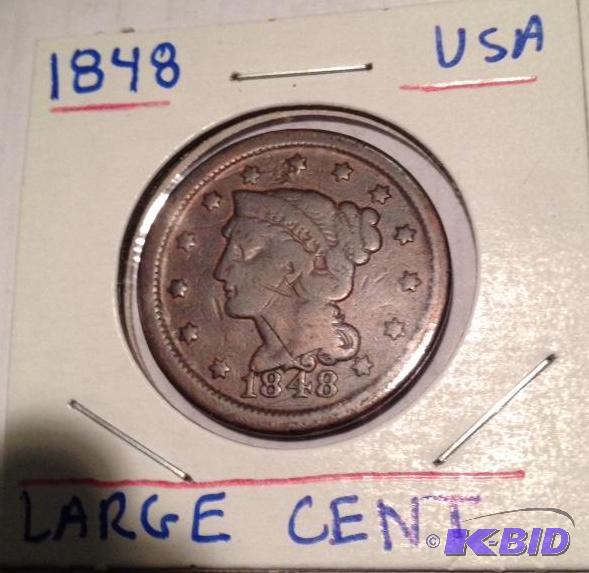 1848 USA
1848
LARGE CENT
© K-BID